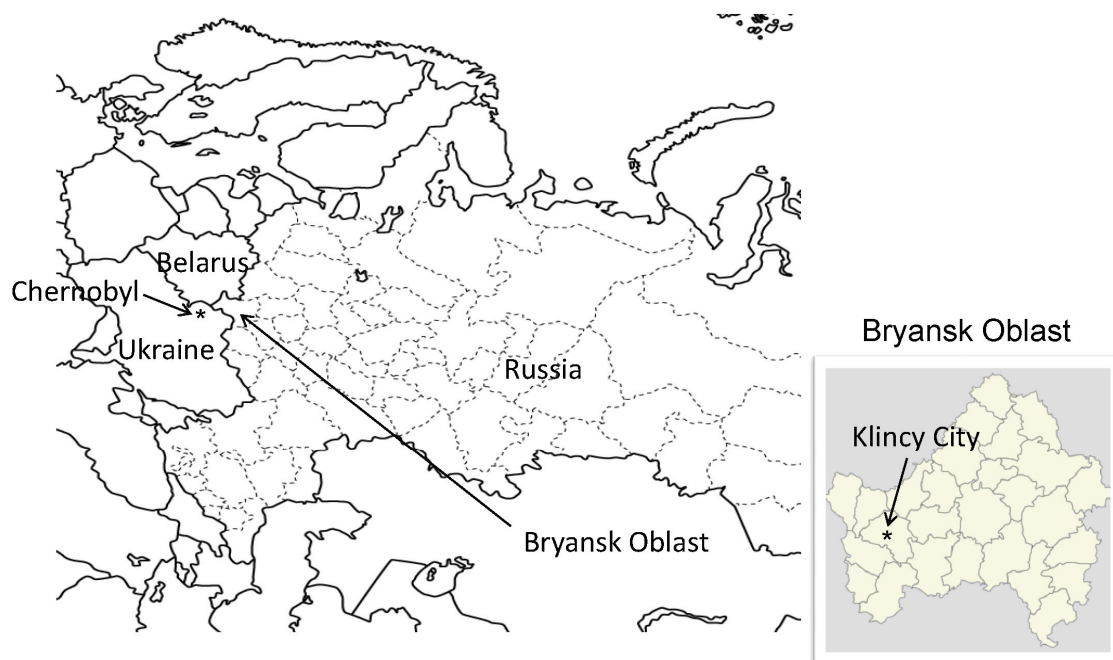 Belarus
Chernobyl
*
Ukraine
Russia
Bryansk Oblast
Bryansk Oblast
Klincy City
*